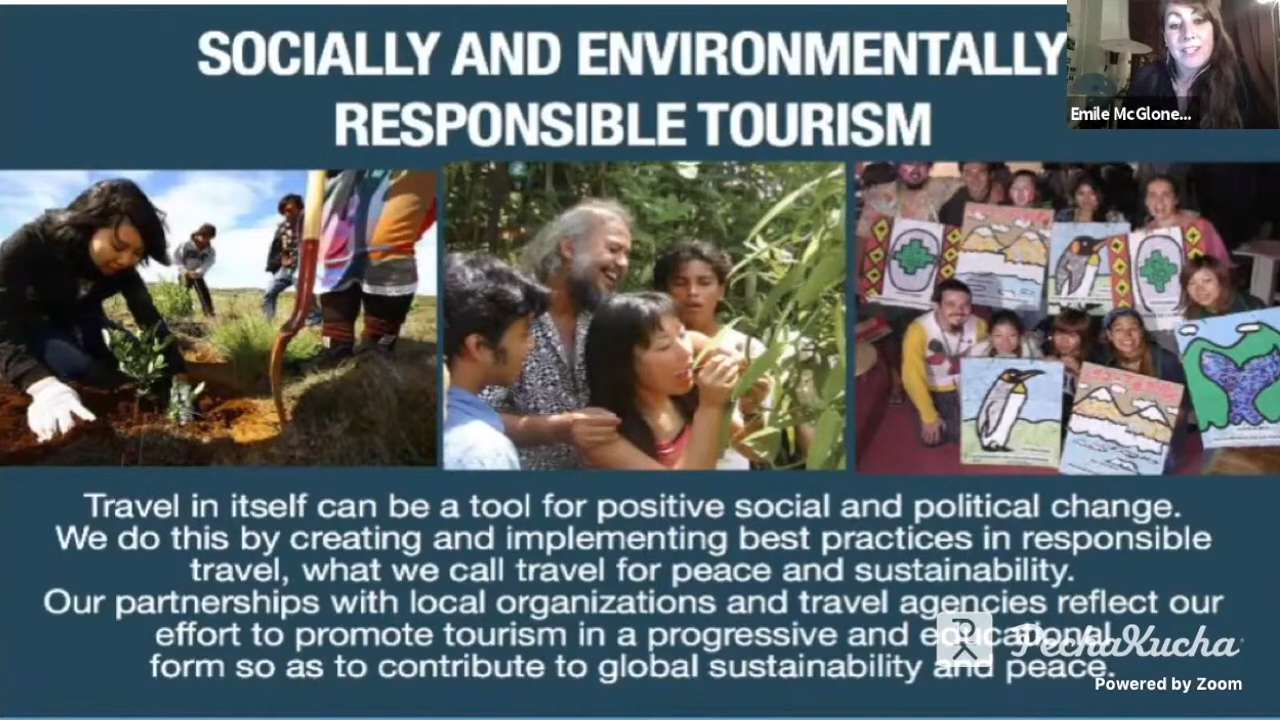 SOCIALLY AND ENVIRONMENTALLY
RESPONSIBLE TOURISM
Emile McGlone...
Travel in itself can be a tool for positive social and political change.
We do this by creating and implementing best practices in responsible
travel, what we call travel for peace and sustainability.
Our partnerships with local organizations and travel agencies reflect our
effort to promote tourism in a progressive and educational
form so as to contribute to global sustainability and peace.
PechaKucha
Powered by Zoom